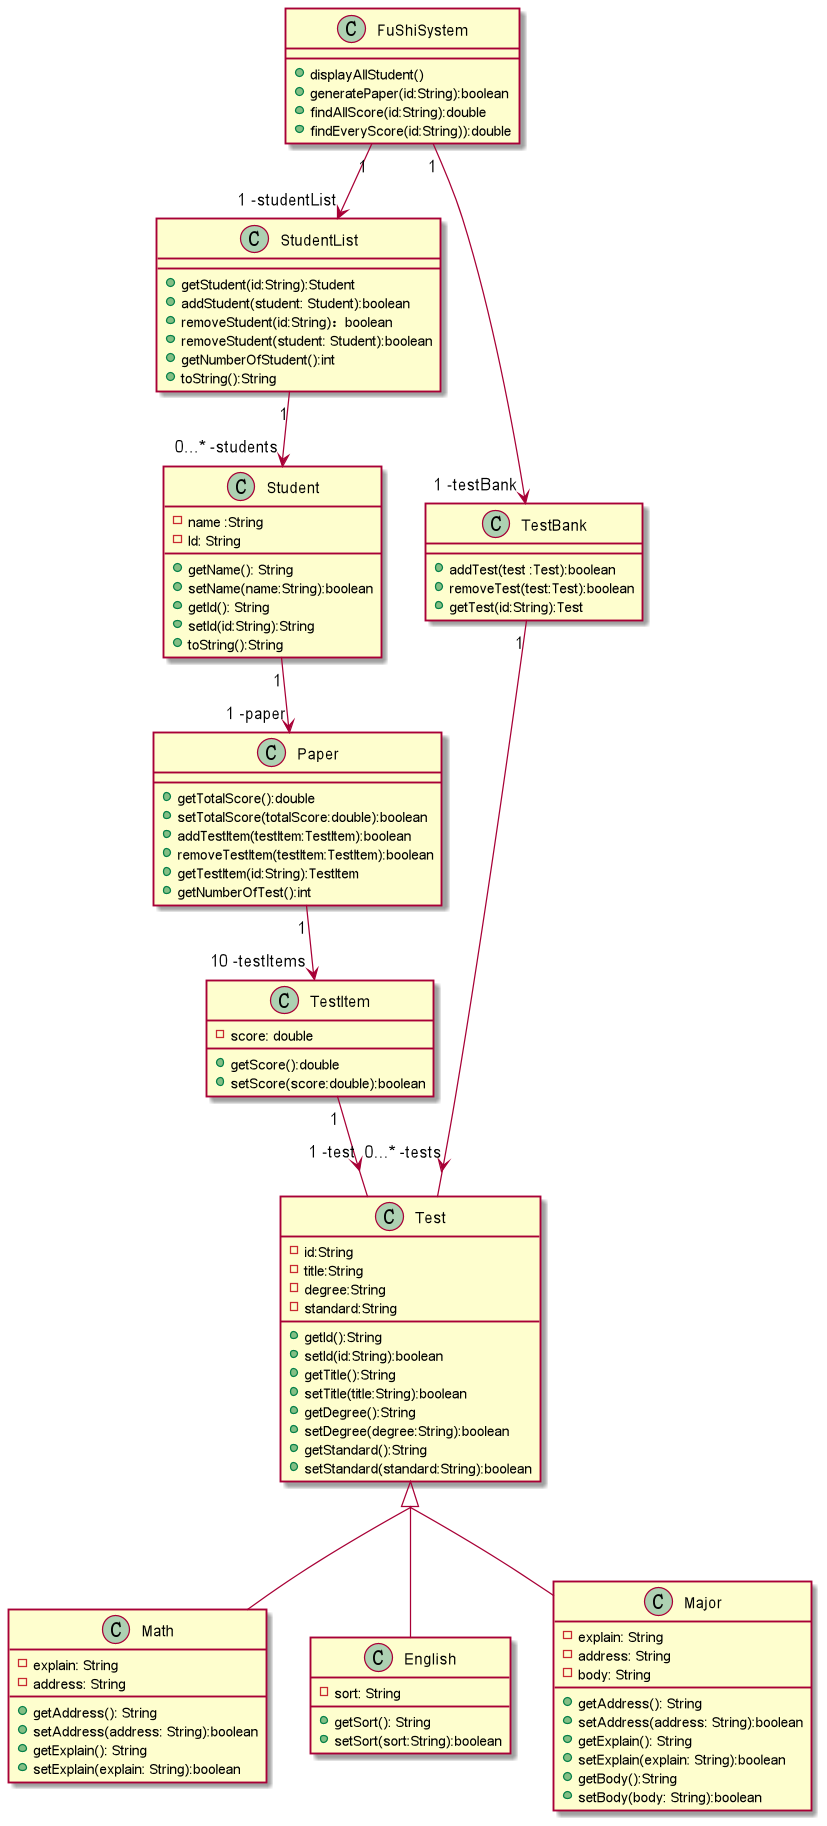 C FuShiSystem
displayAllStudent()
generatePaper(id:String):boolean
findAllScore(id:String):double
findEveryScore(id:String)):double
1
1
1 -studentList
C StudentList
getStudent(id:String):Student
addStudent(student: Student):boolean
removeStudent(id:String)：boolean
removeStudent(student: Student):boolean
getNumberOfStudent():int
toString():String
1
0...* -students
1 -testBank
C Student
name :String
Id: String
getName(): String
setName(name:String):boolean
getId(): String
setId(id:String):String
toString():String
C TestBank
addTest(test :Test):boolean
removeTest(test:Test):boolean
getTest(id:String):Test
1
1
1 -paper
C Paper
getTotalScore():double
setTotalScore(totalScore:double):boolean
addTestItem(testItem:TestItem):boolean
removeTestItem(testItem:TestItem):boolean
getTestItem(id:String):TestItem
getNumberOfTest():int
1
10 -testItems
C TestItem
score: double
getScore():double
setScore(score:double):boolean
1
1 -test
0...* -tests
C Test
id:String
title:String
degree:String
standard:String
getId():String
setId(id:String):boolean
getTitle():String
setTitle(title:String):boolean
getDegree():String
setDegree(degree:String):boolean
getStandard():String
setStandard(standard:String):boolean
C Math
explain: String
address: String
getAddress(): String
setAddress(address: String):boolean
getExplain(): String
setExplain(explain: String):boolean
C English
sort: String
getSort(): String
setSort(sort:String):boolean
C Major
explain: String
address: String
body: String
getAddress(): String
setAddress(address: String):boolean
getExplain(): String
setExplain(explain: String):boolean
getBody():String
setBody(body: String):boolean